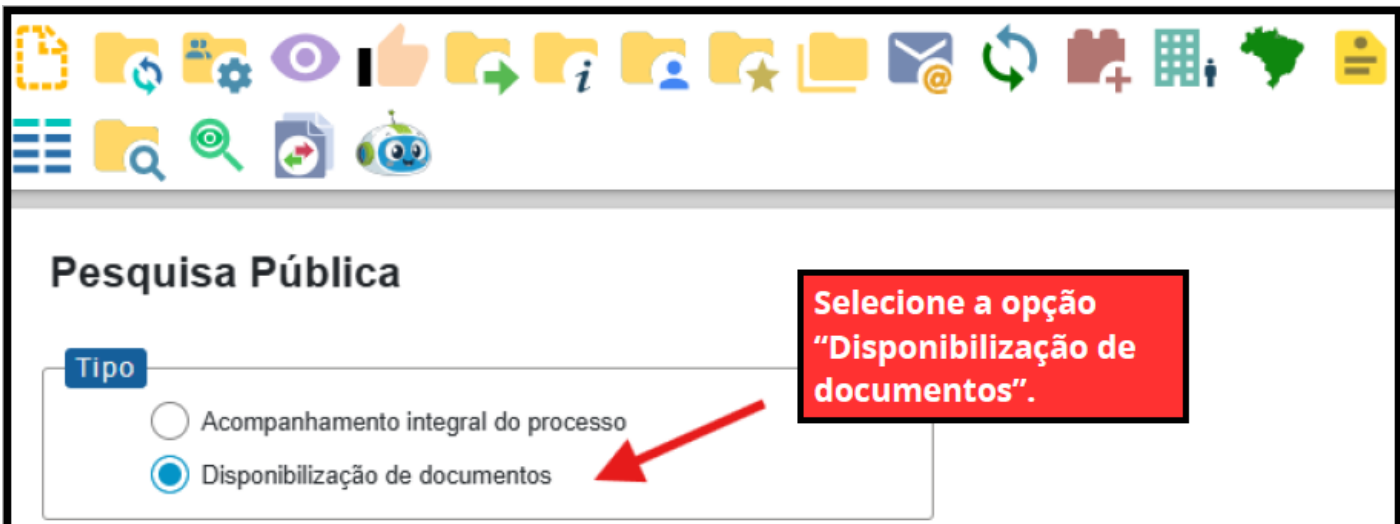 Pesquisa Pública
Selecione a opção
“Disponibilização de
documentos”.
Tipo
Acompanhamento integral do processo
Disponibilização de documentos